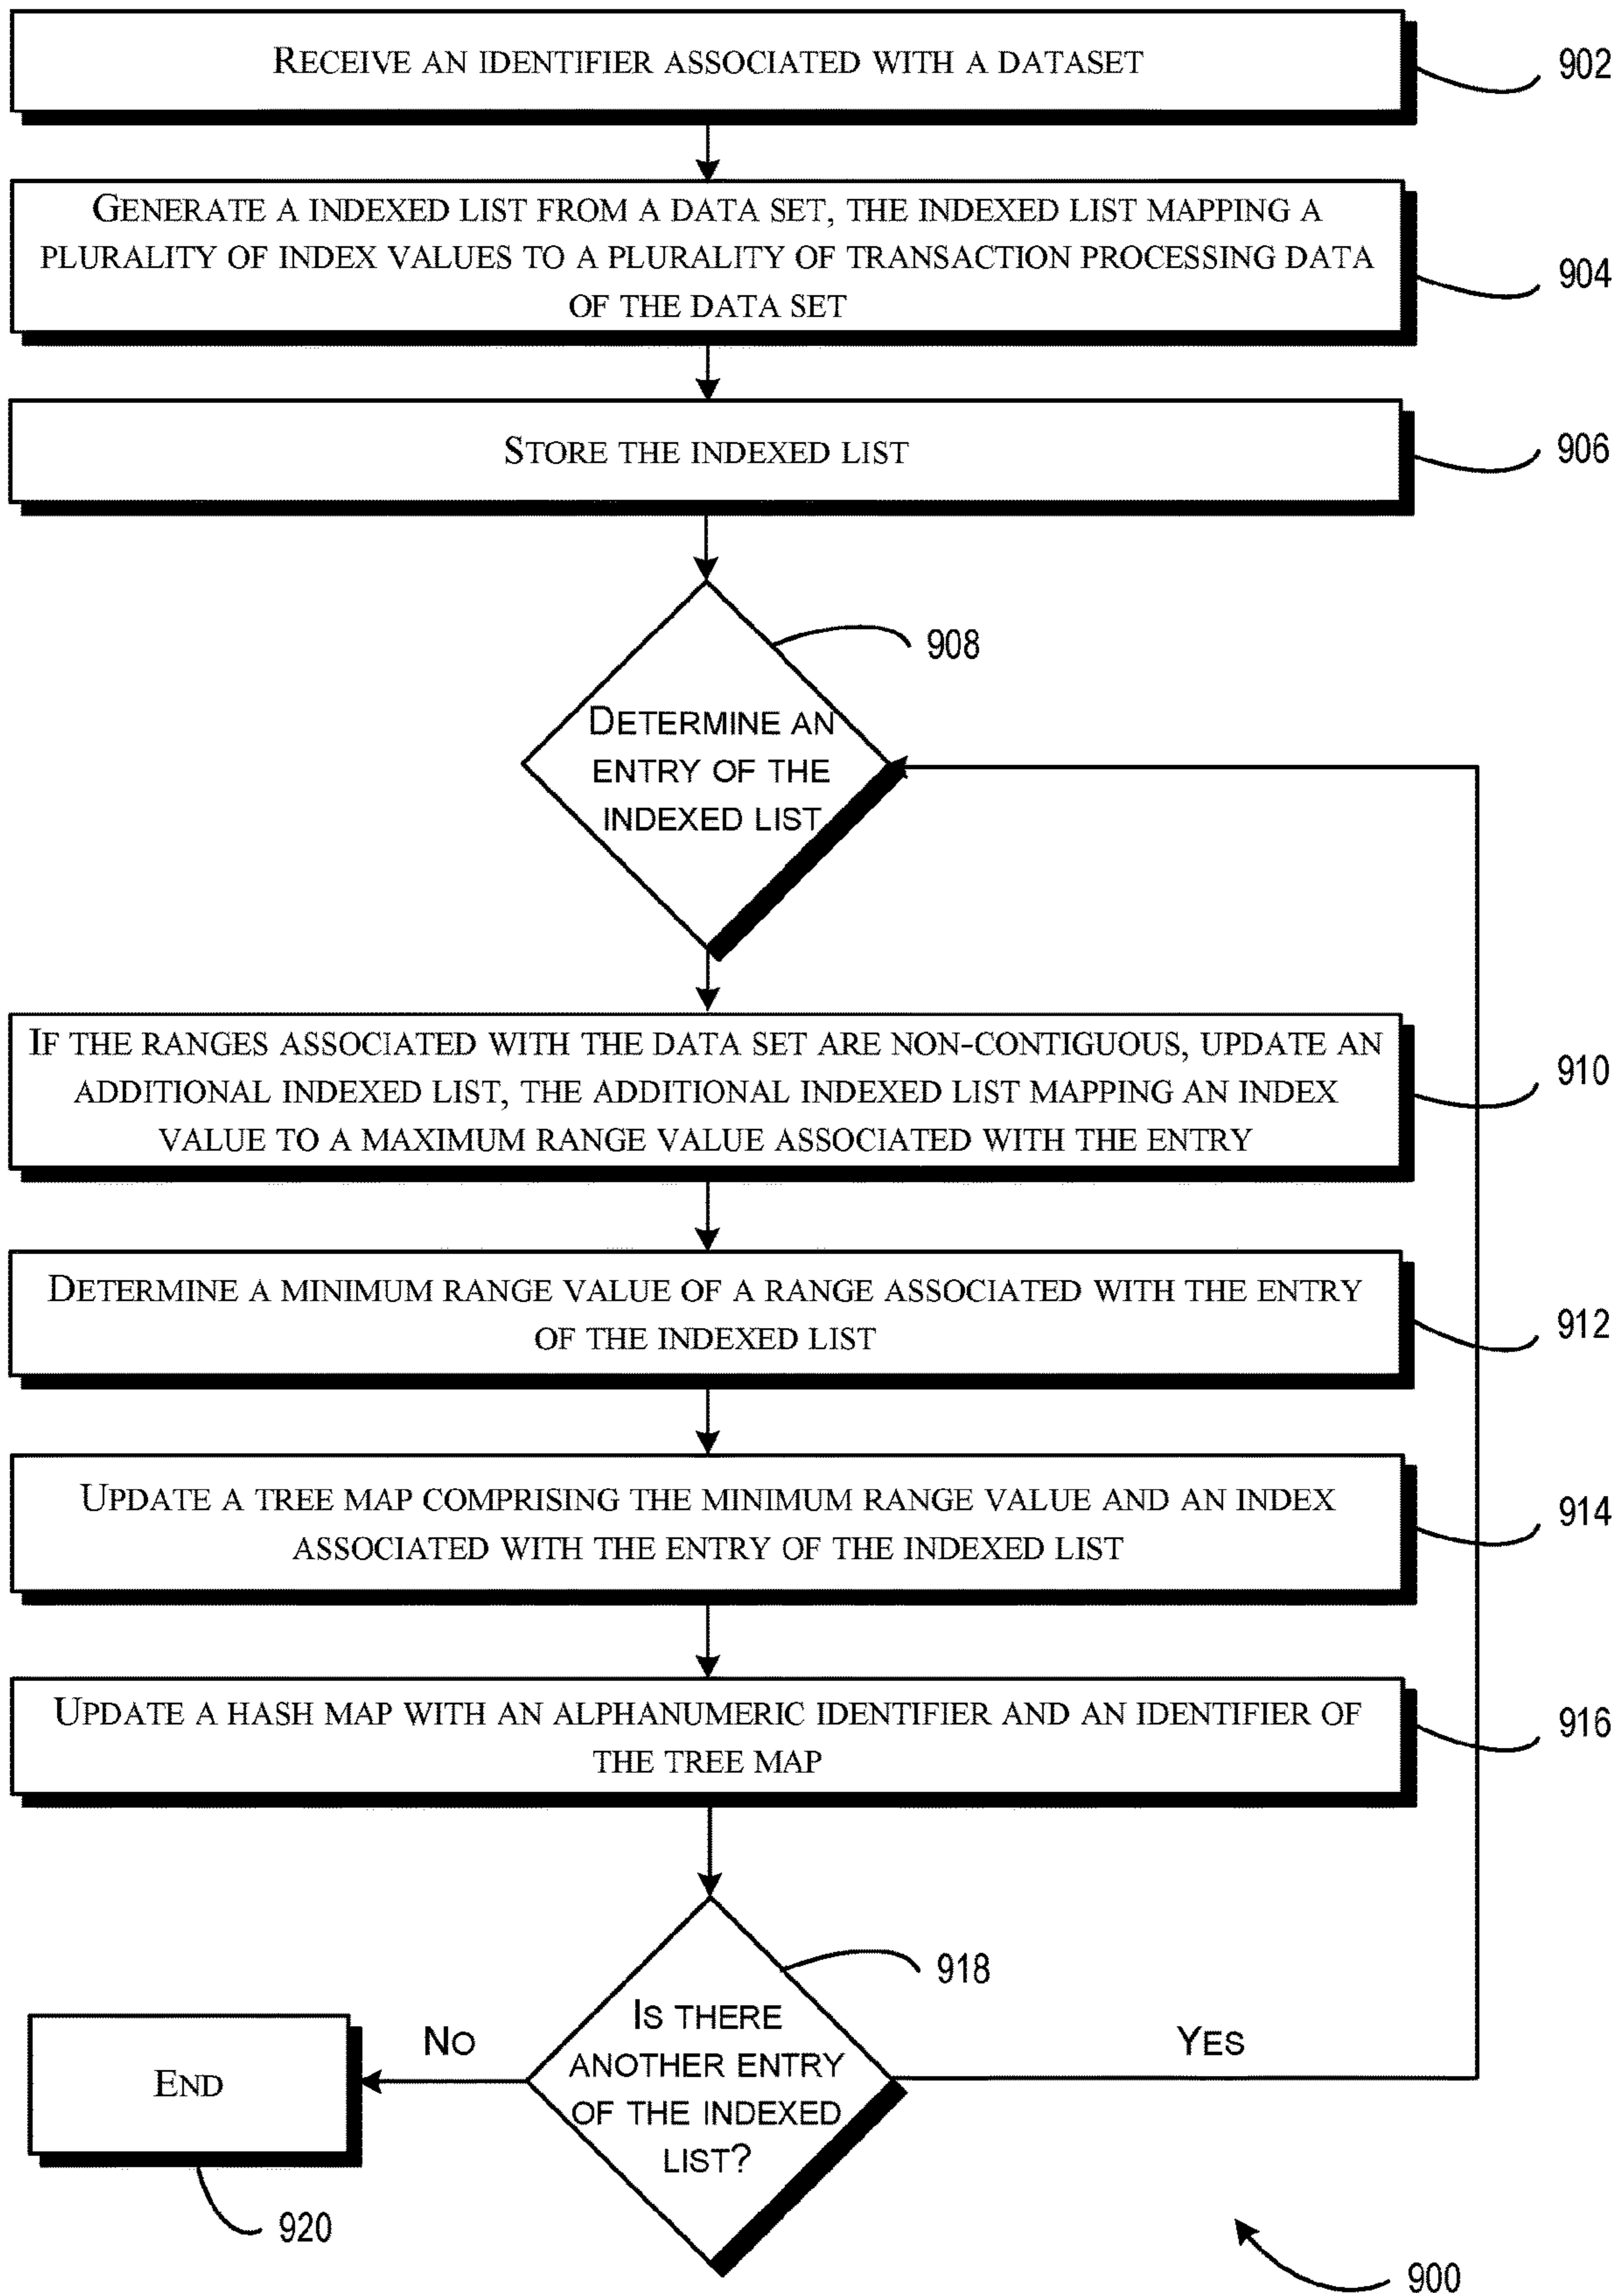 RECEIVE AN IDENTIFIER ASSOCIATED WITH A DATASET
902
GENERATE A INDEXED LIST FROM A DATA SET, THE INDEXED LIST MAPPING A
PLURALITY OF INDEX VALUES TO A PLURALITY OF TRANSACTION PROCESSING DATA
OF THE DATA SET
904
STORE THE INDEXED LIST
906
908
DETERMINE AN
ENTRY OF THE
INDEXED LIST
IF THE RANGES ASSOCIATED WITH THE DATA SET ARE NON-CONTIGUOUS, UPDATE AN
ADDITIONAL INDEXED LIST, THE ADDITIONAL INDEXED LIST MAPPING AN INDEX
VALUE TO A MAXIMUM RANGE VALUE ASSOCIATED WITH THE ENTRY
910
DETERMINE A MINIMUM RANGE VALUE OF A RANGE ASSOCIATED WITH THE ENTRY
OF THE INDEXED LIST
912
UPDATE A TREE MAP COMPRISING THE MINIMUM RANGE VALUE AND AN INDEX
ASSOCIATED WITH THE ENTRY OF THE INDEXED LIST
914
UPDATE A HASH MAP WITH AN ALPHANUMERIC IDENTIFIER AND AN IDENTIFIER OF
THE TREE MAP
916
918
IS THERE
ANOTHER ENTRY
OF THE INDEXED
LIST?
NO
YES
END
920
900